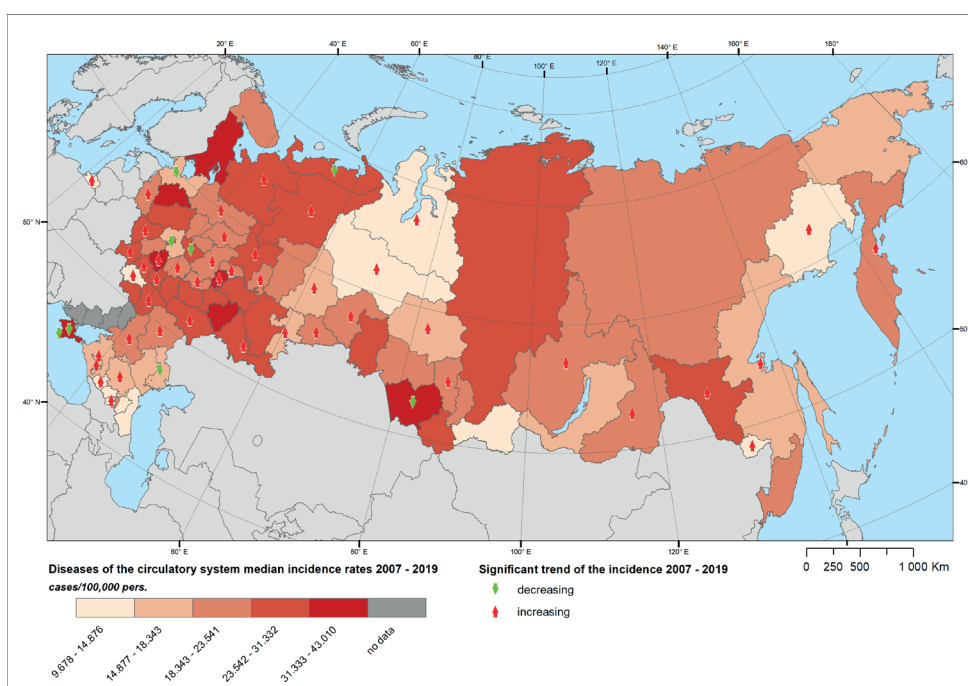 20° E 40° E 60° E 80° E 100° E 120° E 140° E 160° E 180°
60°
50° N
50°
40° N
40°
60° E 80° E 100° E 120° E
Diseases of the circulatory system median incidence rates 2007 - 2019
cases/100,000 pers.
9.678 - 14.876
14.877 - 18.343
18.343 - 23.541
23.542 - 31.332
31.333 - 43.010
no data
Significant trend of the incidence 2007 - 2019
decreasing
increasing
0 250 500 1 000 Km